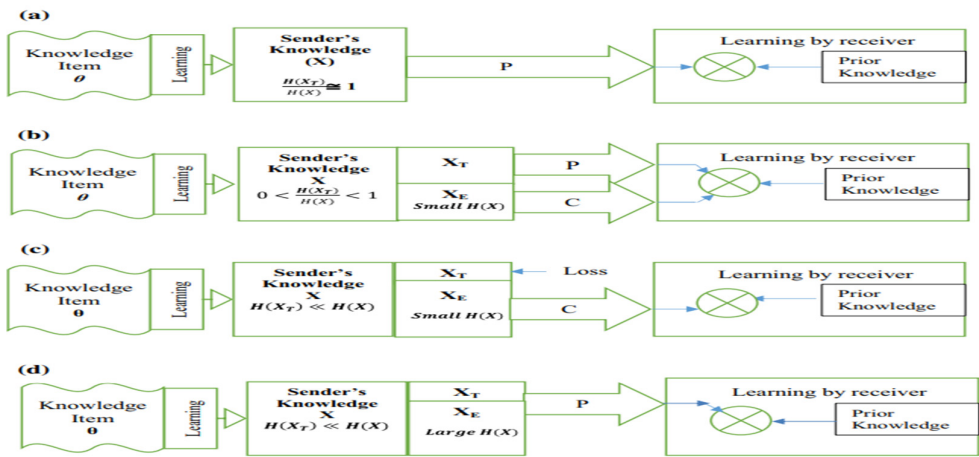 (a)
Knowledge
Item
θ
Learning
Sender's
Knowledge
(X)
H(X_T)/H(X) ≅ 1
P
Learning by receiver
Prior
Knowledge
(b)
Knowledge
Item
θ
Learning
Sender's
Knowledge
X
0 < H(X_T)/H(X) < 1
X_T
X_E
Small H(X)
P
C
Learning by receiver
Prior
Knowledge
(c)
Knowledge
Item
θ
Learning
Sender's
Knowledge
X
H(X_T) ≪ H(X)
X_T
X_E
Small H(X)
Loss
C
Learning by receiver
Prior
Knowledge
(d)
Knowledge
Item
θ
Learning
Sender's
Knowledge
X
H(X_T) ≪ H(X)
X_T
X_E
Large H(X)
P
Learning by receiver
Prior
Knowledge